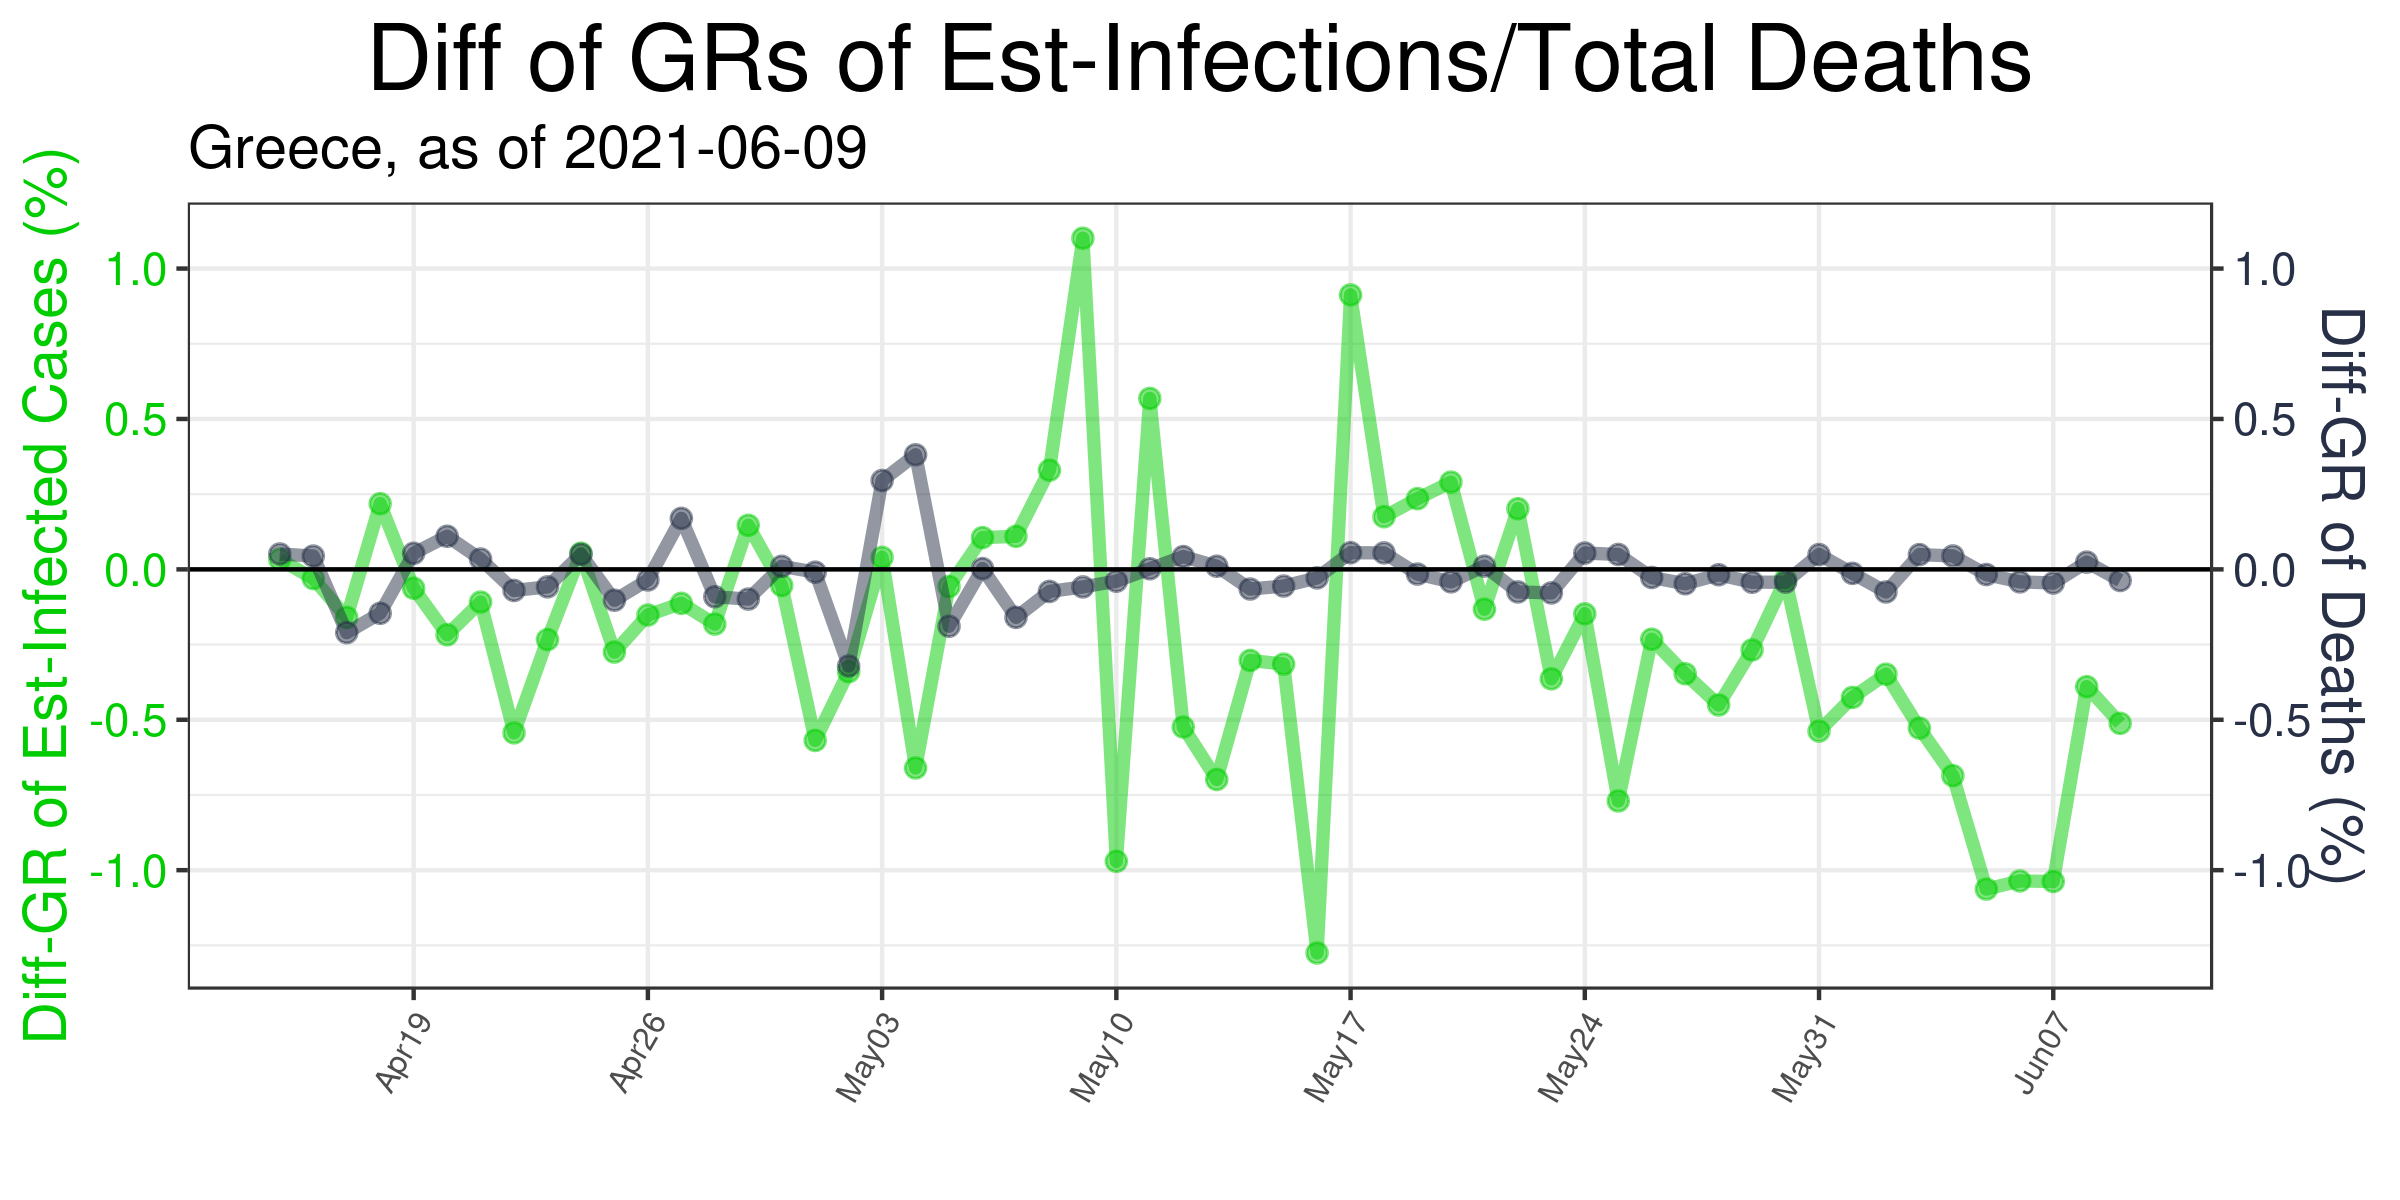 Diff of GRs of Est-Infections/Total Deaths
Greece, as of 2021-06-09
Diff-GR of Est-Infected Cases (%)
1.0
0.5
0.0
-0.5
-1.0
1.0
0.5
0.0
-0.5
-1.0
Diff-GR of Deaths (%)
Apr19
Apr26
May03
May10
May17
May24
May31
Jun07